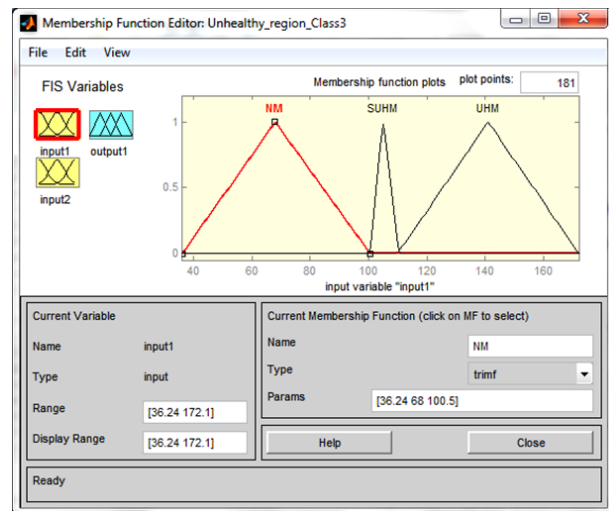 Membership Function Editor: Unhealthy_region_Class3
File Edit View
FIS Variables
input1
output1
input2
Membership function plots
plot points:
181
NM
SUHM
UHM
1
0.5
0
40 60 80 100 120 140 160
input variable "input1"
Current Variable
Name input1
Type input
Range [36.24 172.1]
Display Range [36.24 172.1]
Current Membership Function (click on MF to select)
Name NM
Type trimf
Params [36.24 68 100.5]
Help
Close
Ready